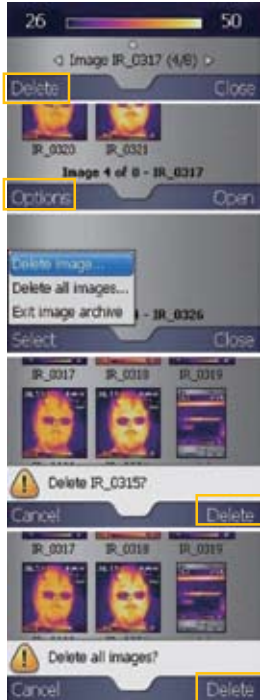 26 50
Image IR_0317 (4/8)
Delete Close
IR_0320 IR_0321
Image 4 of 8 - IR_0317
Options Open
Delete image...
Delete all images...
Exit image archive - IR_0326
Select Close
IR_0317 IR_0318 IR_0319
Delete IR_0315?
Cancel Delete
IR_0317 IR_0318 IR_0319
Delete all images?
Cancel Delete